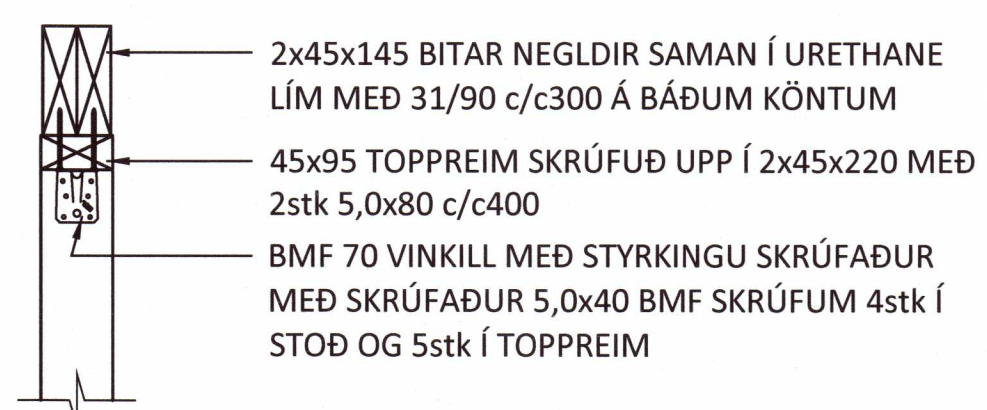 2x45x145 BITAR NEGLDIR SAMAN Í URETHANE
LÍM MEÐ 31/90 c/c300 Á BÁÐUM KÖNTUM
45x95 TOPPREIM SKRÚFUÐ UPP Í 2x45x220 MEÐ
2stk 5,0x80 c/c400
BMF 70 VINKILL MEÐ STYRKINGU SKRÚFAÐUR
MEÐ SKRÚFAÐUR 5,0x40 BMF SKRÚFUM 4stk Í
STOÐ OG 5stk Í TOPPREIM